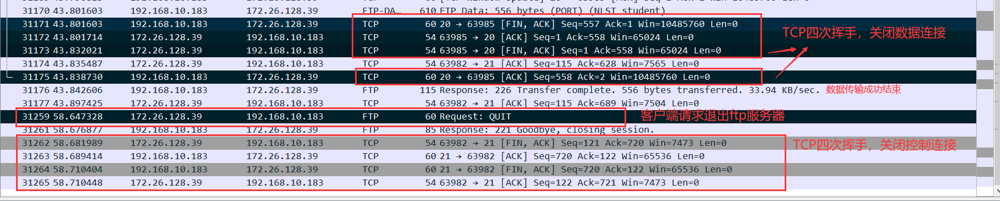 31170 43.801603 192.168.10.183 172.26.128.39 FTP-DA… 610 FTP Data: 556 bytes (PORT) (NLST student)
31171 43.801603 192.168.10.183 172.26.128.39 TCP 60 20 → 63985 [FIN, ACK] Seq=557 Ack=1 Win=10485760 Len=0
31172 43.801714 172.26.128.39 192.168.10.183 TCP 54 63985 → 20 [ACK] Seq=1 Ack=558 Win=65024 Len=0
TCP四次挥手，关闭数据连接
31173 43.832021 172.26.128.39 192.168.10.183 TCP 54 63985 → 20 [FIN, ACK] Seq=1 Ack=558 Win=65024 Len=0
31174 43.835487 172.26.128.39 192.168.10.183 TCP 54 63982 → 21 [ACK] Seq=115 Ack=628 Win=7565 Len=0
31175 43.838730 192.168.10.183 172.26.128.39 TCP 60 20 → 63985 [ACK] Seq=558 Ack=2 Win=10485760 Len=0
31176 43.842606 192.168.10.183 172.26.128.39 FTP 115 Response: 226 Transfer complete. 556 bytes transferred. 33.94 KB/sec. 数据传输成功结束
31177 43.897425 172.26.128.39 192.168.10.183 TCP 54 63982 → 21 [ACK] Seq=115 Ack=689 Win=7504 Len=0
31259 58.647328 172.26.128.39 192.168.10.183 FTP 60 Request: QUIT 客户端请求退出ftp服务器
31261 58.676877 192.168.10.183 172.26.128.39 FTP 85 Response: 221 Goodbye, closing session.
31262 58.681989 172.26.128.39 192.168.10.183 TCP 54 63982 → 21 [FIN, ACK] Seq=121 Ack=720 Win=7473 Len=0 TCP四次挥手，关闭控制连接
31263 58.689414 192.168.10.183 172.26.128.39 TCP 60 21 → 63982 [ACK] Seq=720 Ack=122 Win=65536 Len=0
31264 58.710404 192.168.10.183 172.26.128.39 TCP 60 21 → 63982 [FIN, ACK] Seq=720 Ack=122 Win=65536 Len=0
31265 58.710448 172.26.128.39 192.168.10.183 TCP 54 63982 → 21 [ACK] Seq=122 Ack=721 Win=7473 Len=0